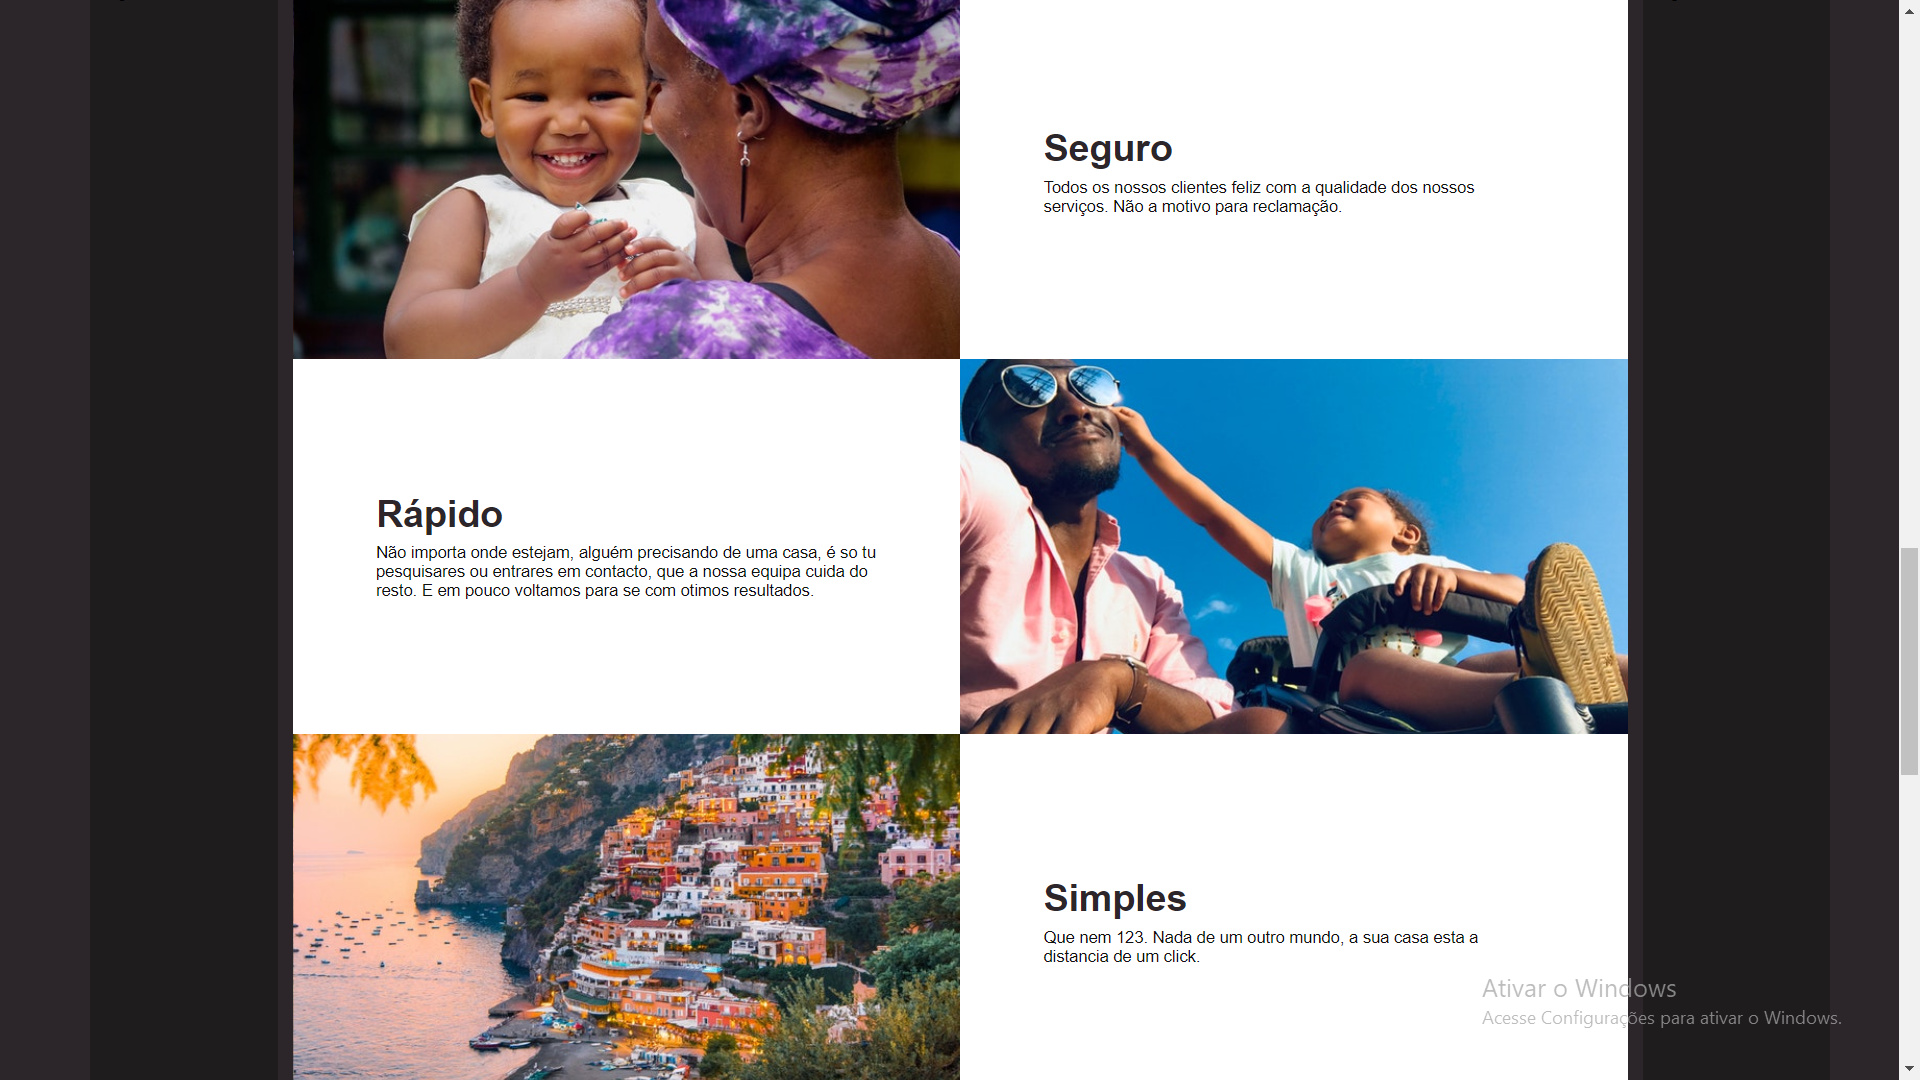 Seguro
Todos os nossos clientes feliz com a qualidade dos nossos
serviços. Não a motivo para reclamação.
Rápido
Não importa onde estejam, alguém precisando de uma casa, é so tu
pesquisares ou entrares em contacto, que a nossa equipa cuida do
resto. E em pouco voltamos para se com otimos resultados.
Simples
Que nem 123. Nada de um outro mundo, a sua casa esta a
distancia de um click.
Ativar o Windows
Acesse Configurações para ativar o Windows.